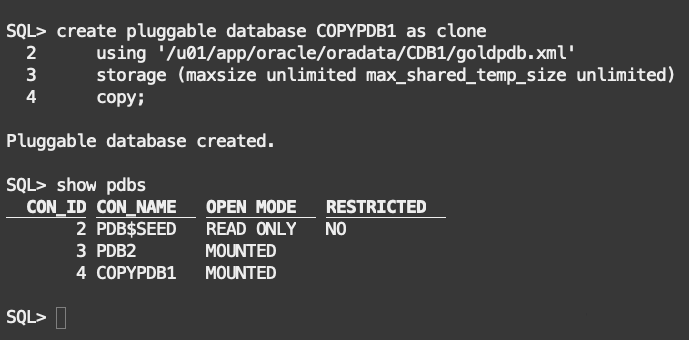 SQL> create pluggable database COPYPDB1 as clone
  2      using '/u01/app/oracle/oradata/CDB1/goldpdb.xml'
  3      storage (maxsize unlimited max_shared_temp_size unlimited)
  4      copy;
Pluggable database created.
SQL> show pdbs
  CON_ID CON_NAME   OPEN MODE  RESTRICTED
       2 PDB$SEED   READ ONLY  NO
       3 PDB2       MOUNTED
       4 COPYPDB1   MOUNTED
SQL>